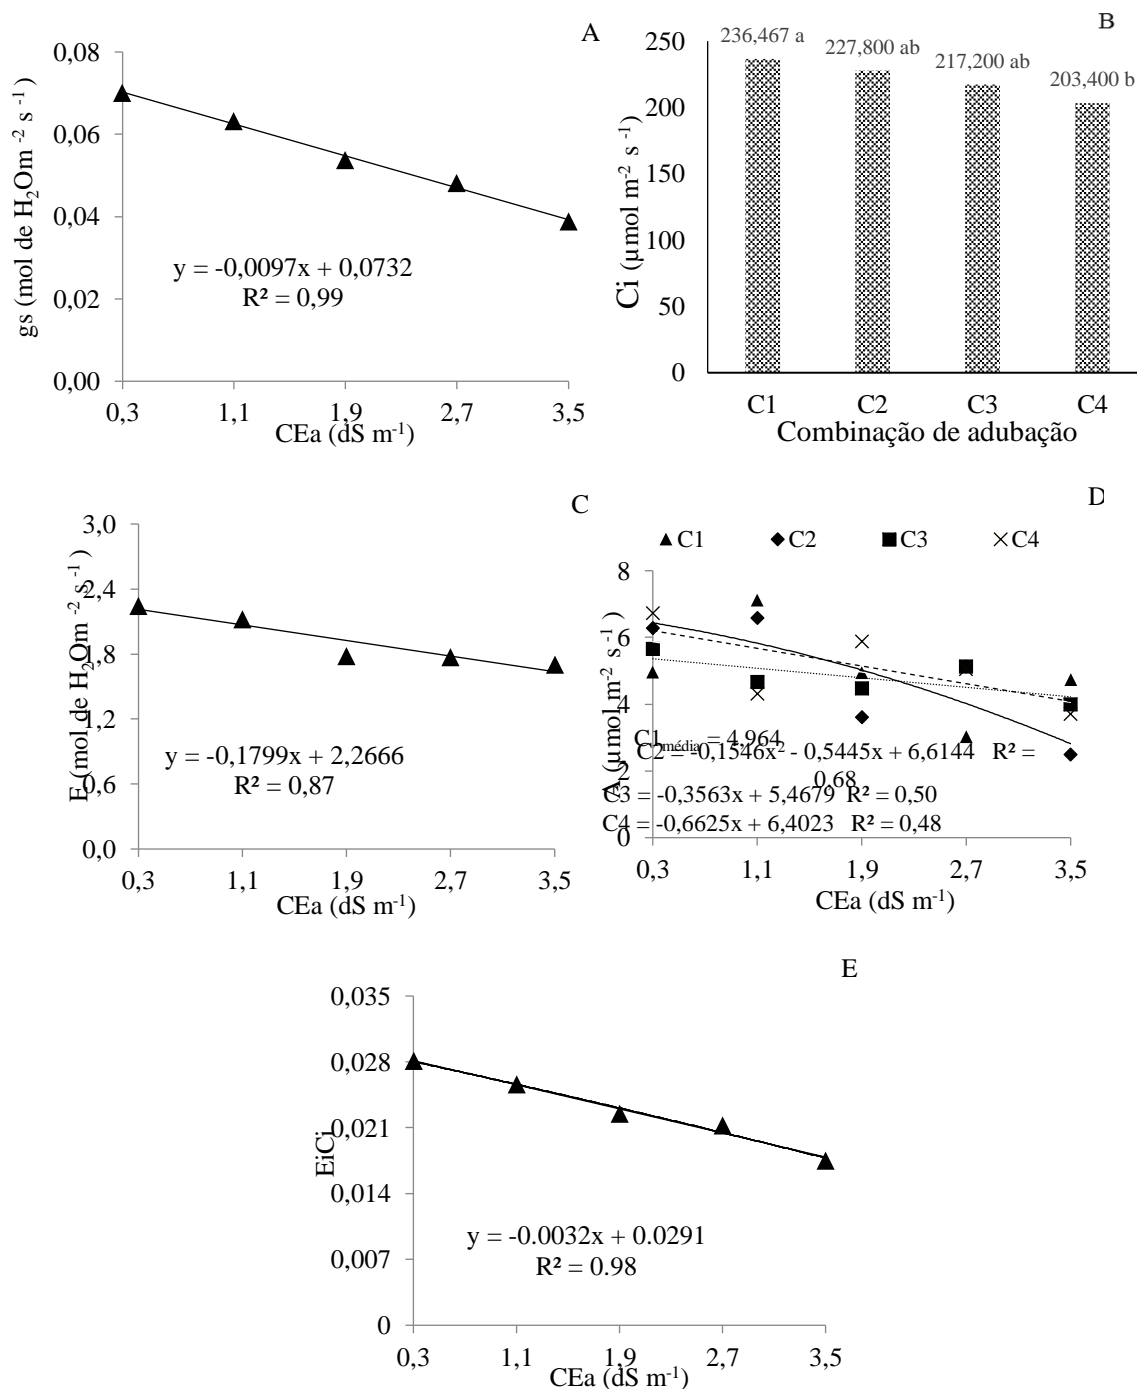 A
0,08
0,06
0,04
0,02
0,00
gs (mol de H₂Om⁻² s⁻¹)
y = -0,0097x + 0,0732
R² = 0,99
0,3 1,1 1,9 2,7 3,5
CEa (dS m⁻¹)
B
250
200
150
100
50
0
Ci (µmol m⁻² s⁻¹)
236,467 a
227,800 ab
217,200 ab
203,400 b
C1 C2 C3 C4
Combinação de adubação
C
3,0
2,4
1,8
1,2
0,6
0,0
E (mol de H₂Om⁻² s⁻¹)
y = -0,1799x + 2,2666
R² = 0,87
0,3 1,1 1,9 2,7 3,5
CEa (dS m⁻¹)
D
C1 C2 C3 C4
8
6
4
2
0
A (µmol m⁻² s⁻¹)
C1média = 4,964
C2 = -0,1546x² - 0,5445x + 6,6144 R² =
0,68
C3 = -0,3563x + 5,4679 R² = 0,50
C4 = -0,6625x + 6,4023 R² = 0,48
0,3 1,1 1,9 2,7 3,5
CEa (dS m⁻¹)
E
0,035
0,028
0,021
0,014
0,007
0
EiCi
y = -0.0032x + 0.0291
R² = 0.98
0,3 1,1 1,9 2,7 3,5
CEa (dS m⁻¹)